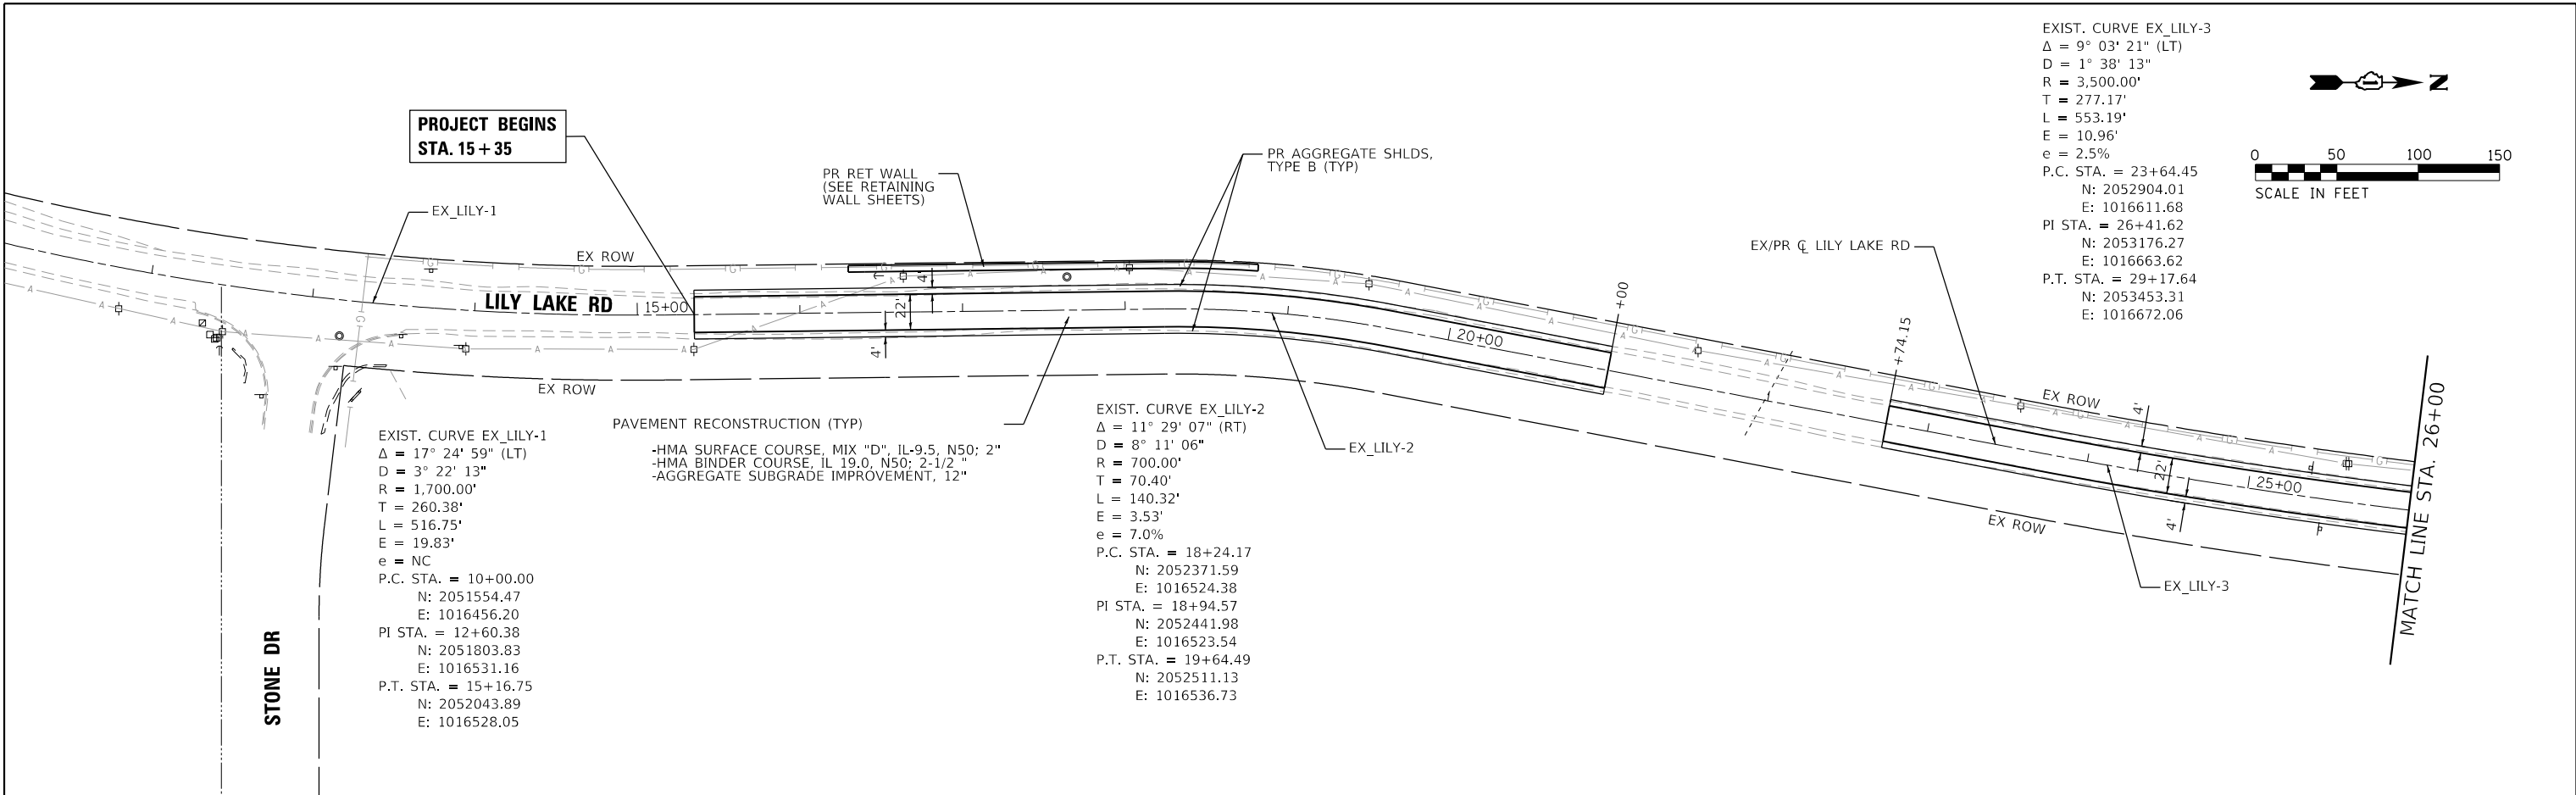 EXIST. CURVE EX_LILY-3
Δ = 9° 03' 21" (LT)
D = 1° 38' 13"
R = 3,500.00'
T = 277.17'
L = 553.19'
E = 10.96'
e = 2.5%
P.C. STA. = 23+64.45
N: 2052904.01
E: 1016611.68
PI STA. = 26+41.62
N: 2053176.27
E: 1016663.62
P.T. STA. = 29+17.64
N: 2053453.31
E: 1016672.06
N
0 50 100 150
SCALE IN FEET
PROJECT BEGINS
STA. 15+35
PR RET WALL
(SEE RETAINING
WALL SHEETS)
PR AGGREGATE SHLDS,
TYPE B (TYP)
EX_LILY-1
EX ROW
EX/PR ℄ LILY LAKE RD
LILY LAKE RD
15+00
4'
22'
4'
20+00
+00
+74.15
EX ROW
4'
22'
4'
25+00
EX ROW
EX ROW
MATCH LINE STA. 26+00
G
A
PAVEMENT RECONSTRUCTION (TYP)
-HMA SURFACE COURSE, MIX "D", IL-9.5, N50; 2"
-HMA BINDER COURSE, IL 19.0, N50; 2-1/2 "
-AGGREGATE SUBGRADE IMPROVEMENT, 12"
EX_LILY-2
EX_LILY-3
EXIST. CURVE EX_LILY-1
Δ = 17° 24' 59" (LT)
D = 3° 22' 13"
R = 1,700.00'
T = 260.38'
L = 516.75'
E = 19.83'
e = NC
P.C. STA. = 10+00.00
N: 2051554.47
E: 1016456.20
PI STA. = 12+60.38
N: 2051803.83
E: 1016531.16
P.T. STA. = 15+16.75
N: 2052043.89
E: 1016528.05
EXIST. CURVE EX_LILY-2
Δ = 11° 29' 07" (RT)
D = 8° 11' 06"
R = 700.00'
T = 70.40'
L = 140.32'
E = 3.53'
e = 7.0%
P.C. STA. = 18+24.17
N: 2052371.59
E: 1016524.38
PI STA. = 18+94.57
N: 2052441.98
E: 1016523.54
P.T. STA. = 19+64.49
N: 2052511.13
E: 1016536.73
STONE DR